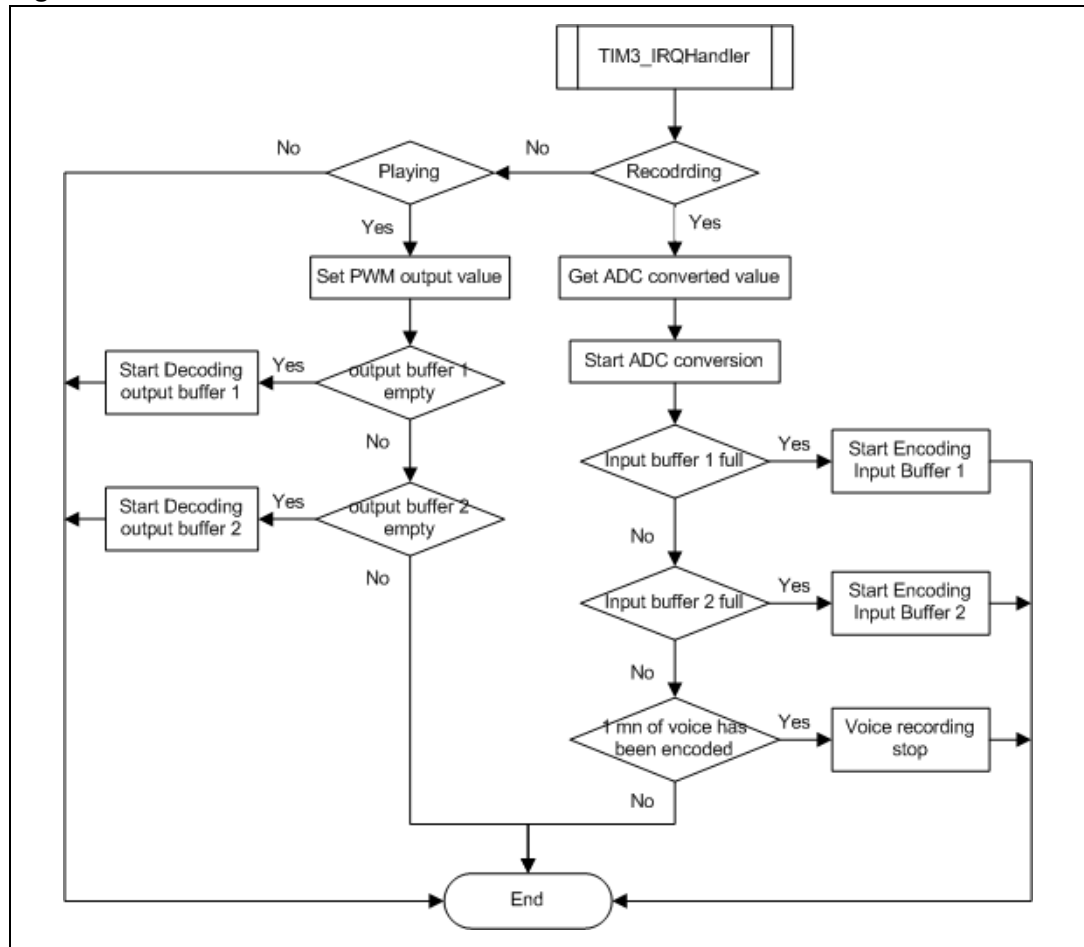 TIM3_IRQHandler
No
No
Playing
Recodrding
Yes
Yes
Set PWM output value
Get ADC converted value
Start ADC conversion
Start Decoding
output buffer 1
Yes
output buffer 1
empty
No
Input buffer 1 full
Yes
Start Encoding
Input Buffer 1
Start Decoding
output buffer 2
Yes
output buffer 2
empty
No
No
Input buffer 2 full
Yes
Start Encoding
Input Buffer 2
No
1 mn of voice has
been encoded
Yes
Voice recording
stop
No
End